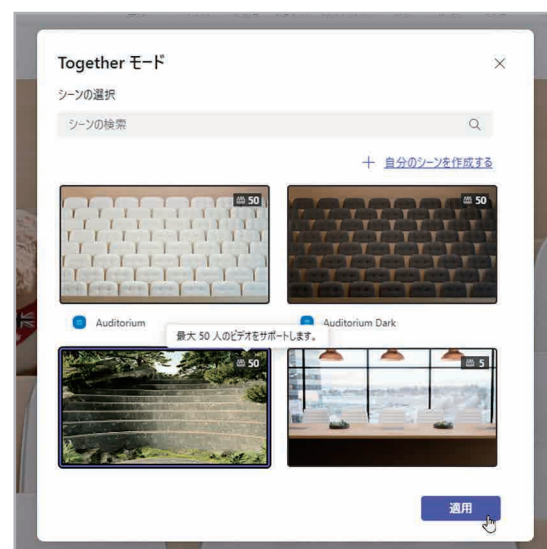 Together モード
シーンの選択
シーンの検索
自分のシーンを作成する
50
50
Auditorium
Auditorium Dark
最大 50 人のビデオをサポートします。
50
5
適用